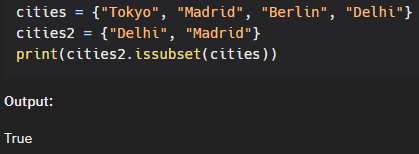 cities = {"Tokyo", "Madrid", "Berlin", "Delhi"}
cities2 = {"Delhi", "Madrid"}
print(cities2.issubset(cities))
Output:
True